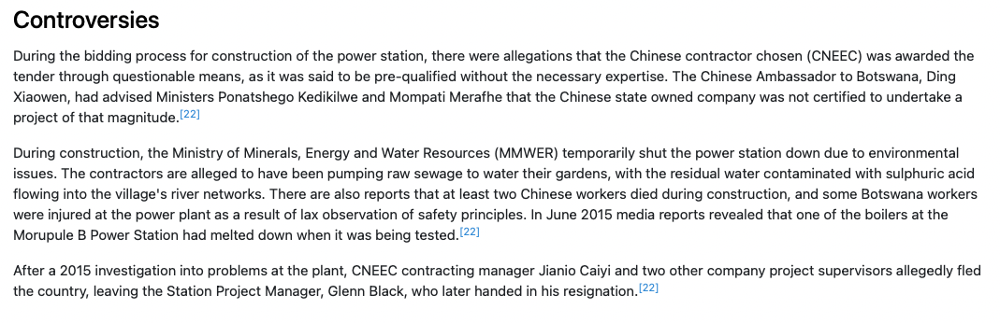 Controversies
During the bidding process for construction of the power station, there were allegations that the Chinese contractor chosen (CNEEC) was awarded the
tender through questionable means, as it was said to be pre-qualified without the necessary expertise. The Chinese Ambassador to Botswana, Ding
Xiaowen, had advised Ministers Ponatshego Kedikilwe and Mompati Merafhe that the Chinese state owned company was not certified to undertake a
project of that magnitude.[22]
During construction, the Ministry of Minerals, Energy and Water Resources (MMWER) temporarily shut the power station down due to environmental
issues. The contractors are alleged to have been pumping raw sewage to water their gardens, with the residual water contaminated with sulphuric acid
flowing into the village's river networks. There are also reports that at least two Chinese workers died during construction, and some Botswana workers
were injured at the power plant as a result of lax observation of safety principles. In June 2015 media reports revealed that one of the boilers at the
Morupule B Power Station had melted down when it was being tested.[22]
After a 2015 investigation into problems at the plant, CNEEC contracting manager Jianio Caiyi and two other company project supervisors allegedly fled
the country, leaving the Station Project Manager, Glenn Black, who later handed in his resignation.[22]